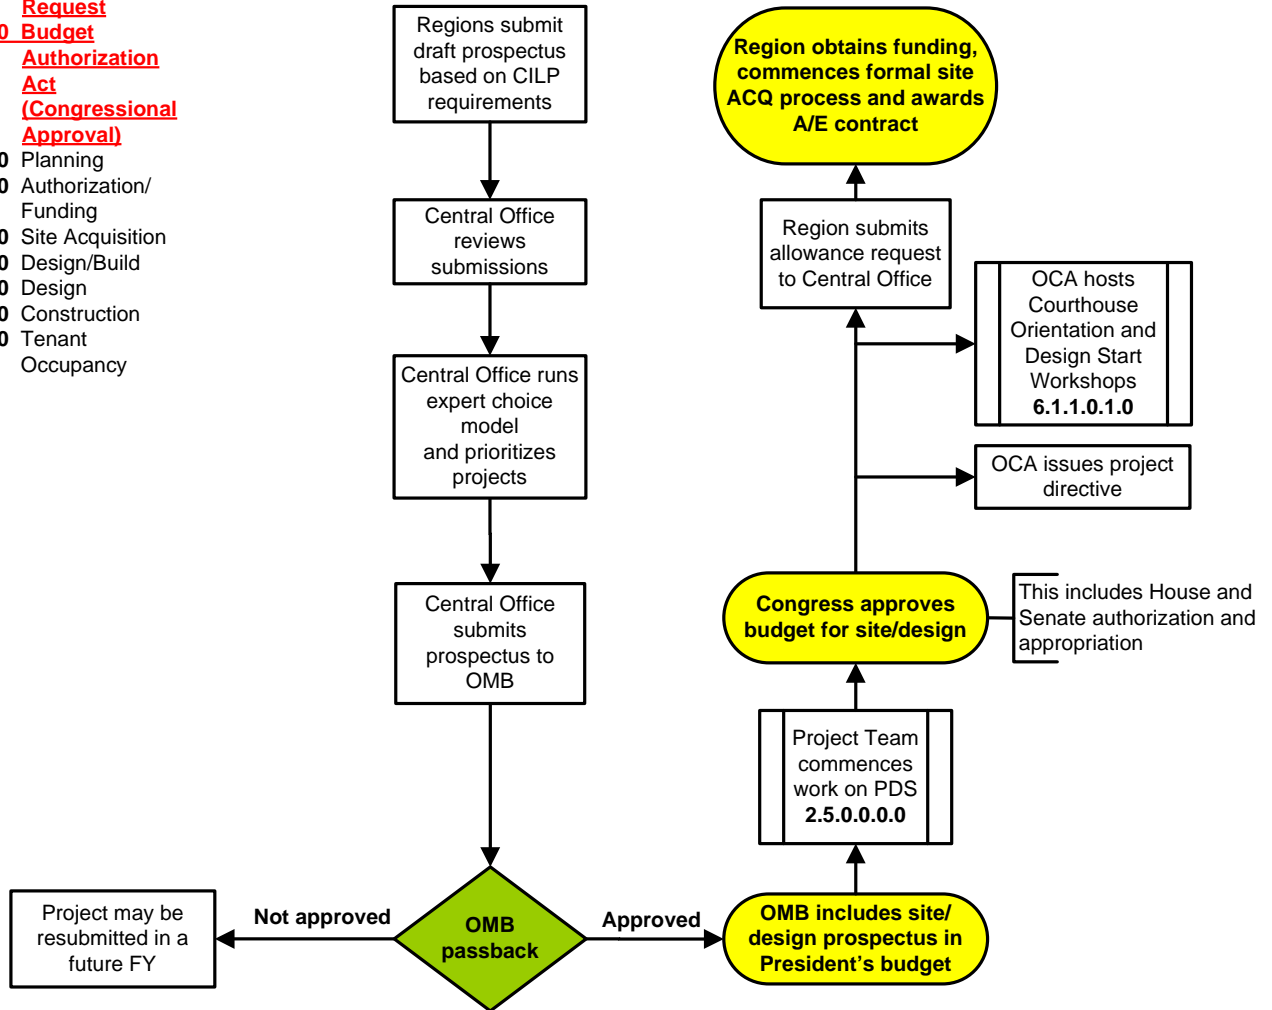 Request
0 Budget
Authorization
Act
(Congressional
Approval)
0 Planning
0 Authorization/
Funding
0 Site Acquisition
0 Design/Build
0 Design
0 Construction
0 Tenant
Occupancy
Regions submit
draft prospectus
based on CILP
requirements
Central Office
reviews
submissions
Central Office runs
expert choice
model
and prioritizes
projects
Central Office
submits
prospectus to
OMB
OMB
passback
Not approved
Project may be
resubmitted in a
future FY
Approved
OMB includes site/
design prospectus in
President's budget
Project Team
commences
work on PDS
2.5.0.0.0.0
Congress approves
budget for site/design
This includes House and
Senate authorization and
appropriation
OCA issues project
directive
OCA hosts
Courthouse
Orientation and
Design Start
Workshops
6.1.1.0.1.0
Region submits
allowance request
to Central Office
Region obtains funding,
commences formal site
ACQ process and awards
A/E contract